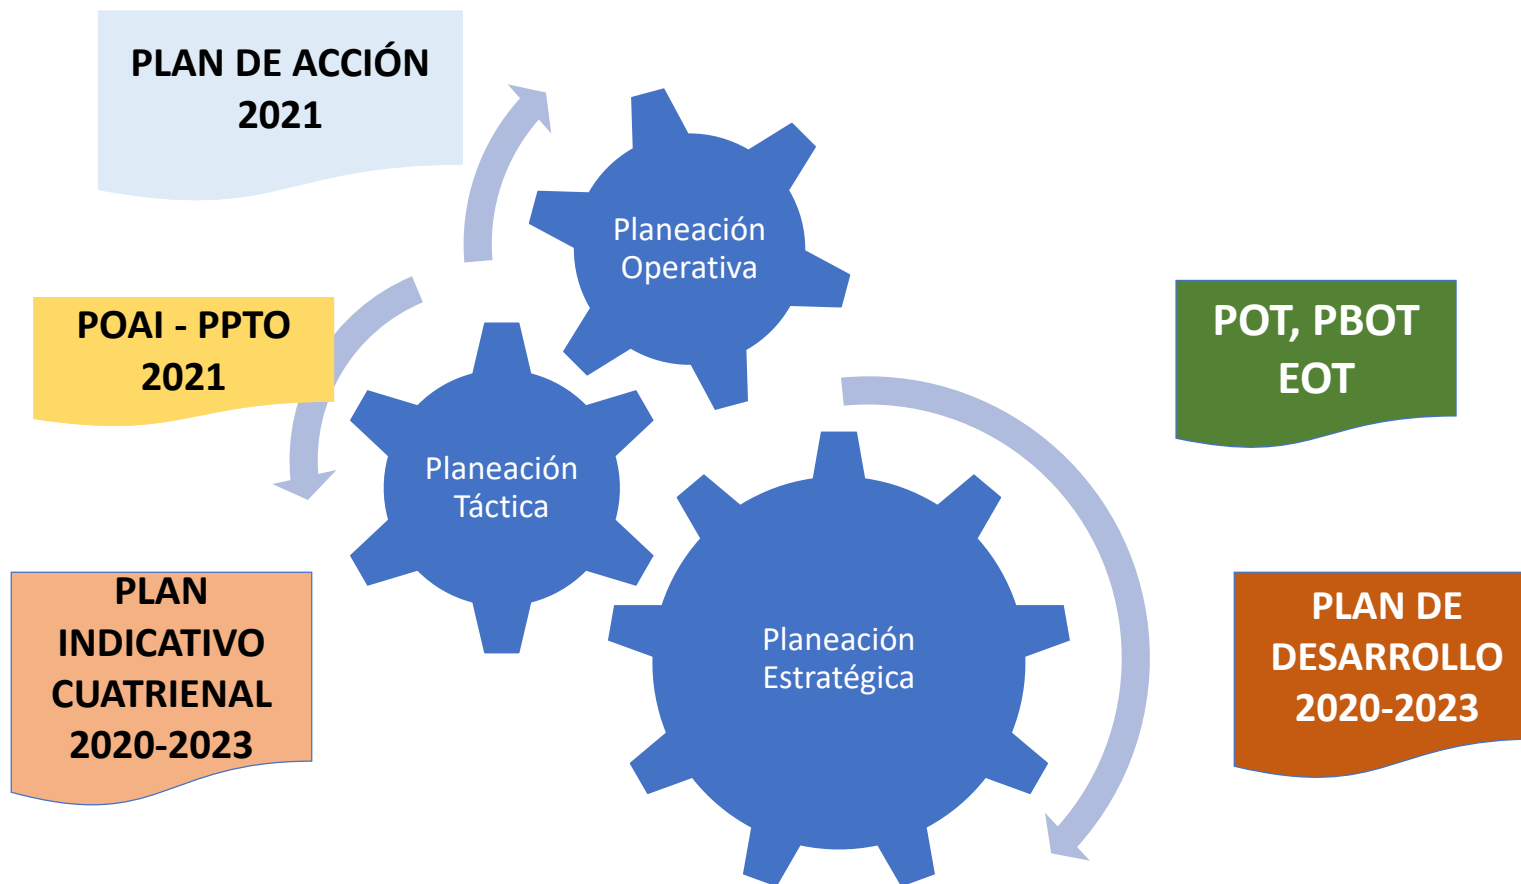 PLAN DE ACCIÓN
2021
Planeación
Operativa
POAI - PPTO
2021
POT, PBOT
EOT
Planeación
Táctica
PLAN
INDICATIVO
CUATRIENAL
2020-2023
Planeación
Estratégica
PLAN DE
DESARROLLO
2020-2023